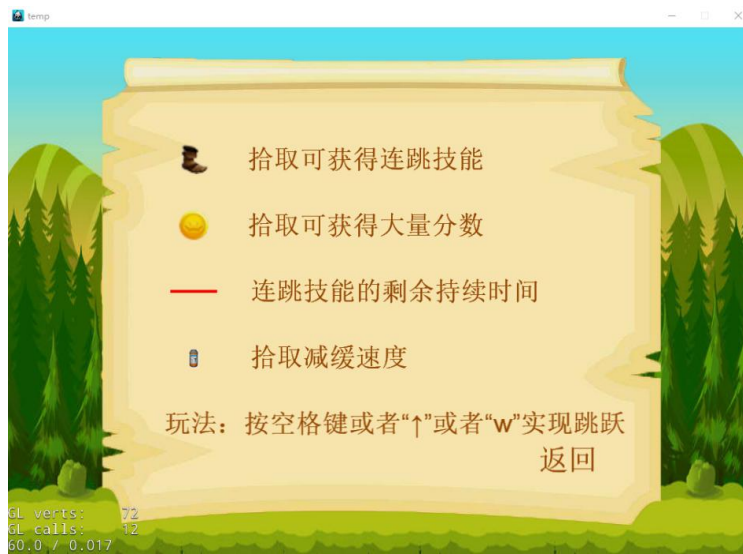 temp
拾取可获得连跳技能
拾取可获得大量分数
连跳技能的剩余持续时间
拾取减缓速度
玩法：按空格键或者“↑”或者“w”实现跳跃
返回
GL verts: 72
GL calls: 12
60.0 / 0.017